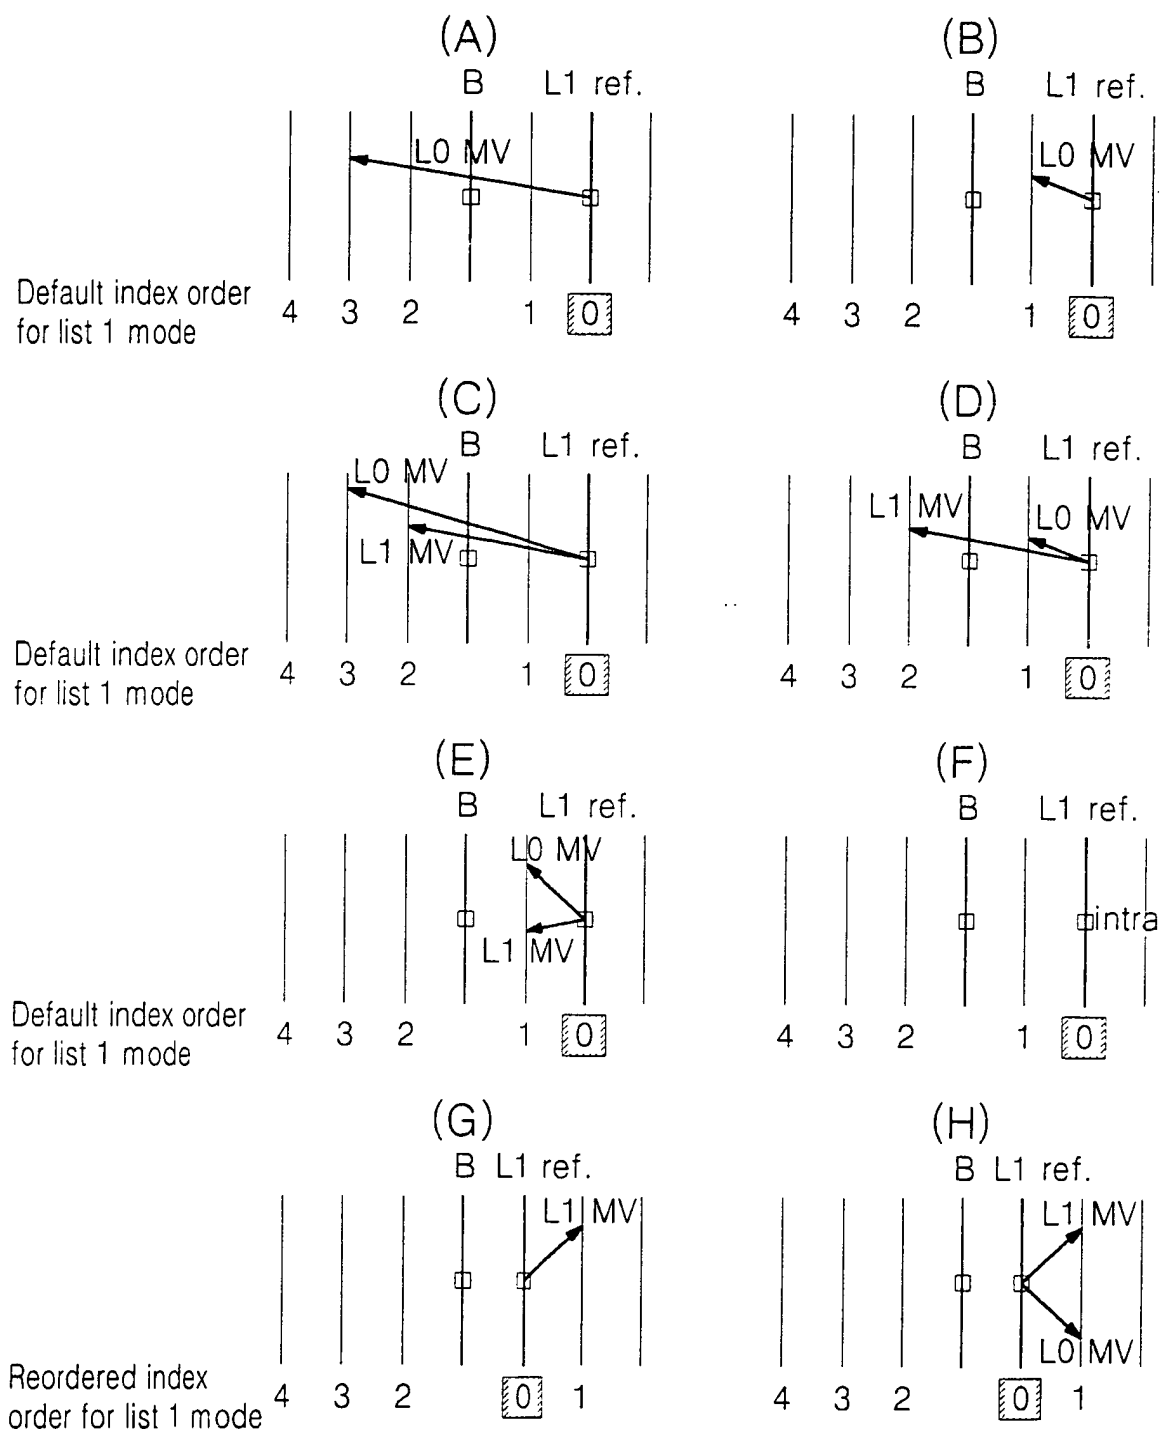 (A) (B)
B L1 ref. B L1 ref.
L0 MV L0 MV
Default index order
for list 1 mode
4 3 2 1 0 4 3 2 1 0
(C) (D)
B L1 ref. B L1 ref.
L0 MV
L1 MV L0 MV
L1 MV
Default index order
for list 1 mode
4 3 2 1 0 4 3 2 1 0
(E) (F)
B L1 ref. B L1 ref.
L0 MV
intra
L1 MV
Default index order
for list 1 mode
4 3 2 1 0 4 3 2 1 0
(G) (H)
B L1 ref. B L1 ref.
L1 MV L1 MV
L0 MV
Reordered index
order for list 1 mode
4 3 2 0 1 4 3 2 0 1